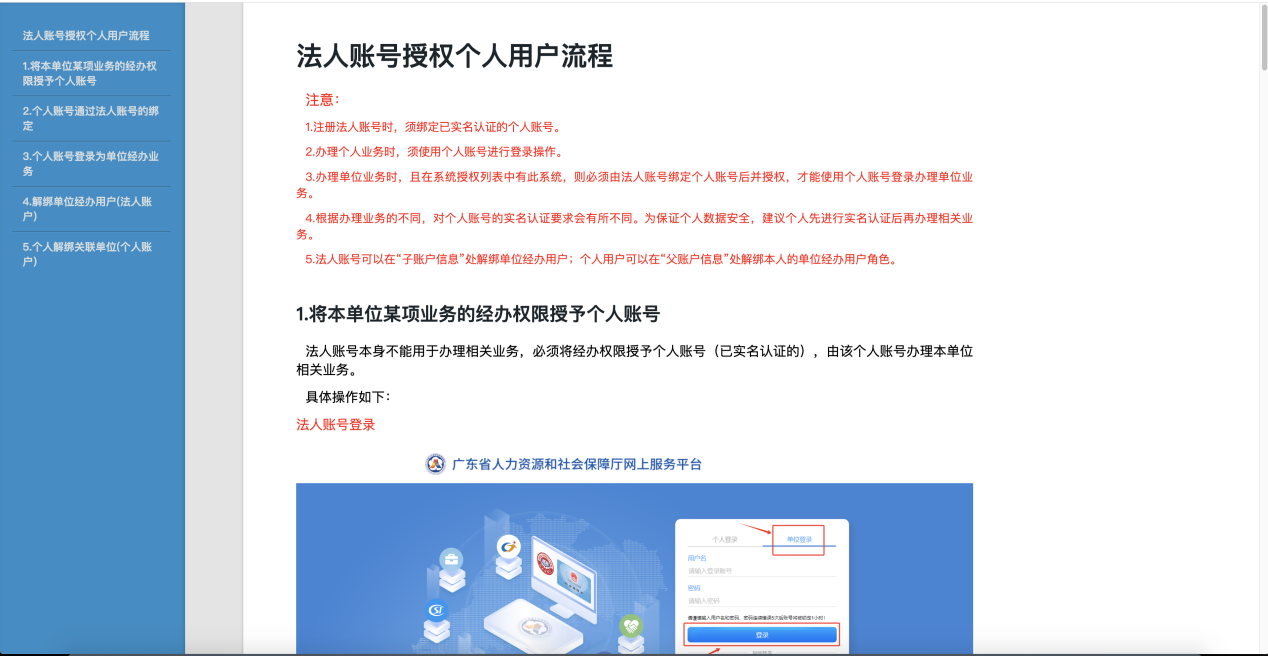 法人账号授权个人用户流程
1.将本单位某项业务的经办权
限授予个人账号
2.个人账号通过法人账号的绑
定
3.个人账号登录为单位经办业
务
4.解绑单位经办用户(法人账
户)
5.个人解绑关联单位(个人账
户)
法人账号授权个人用户流程
注意：
1.注册法人账号时，须绑定已实名认证的个人账号。
2.办理个人业务时，须使用个人账号进行登录操作。
3.办理单位业务时，且在系统授权列表中有此系统，则必须由法人账号绑定个人账号后并授权，才能使用个人账号登录办理单位业
务。
4.根据办理业务的不同，对个人账号的实名认证要求会有所不同。为保证个人数据安全，建议个人先进行实名认证后再办理相关业
务。
5.法人账号可以在“子账户信息”处解绑单位经办用户；个人用户可以在“父账户信息”处解绑本人的单位经办用户角色。
1.将本单位某项业务的经办权限授予个人账号
法人账号本身不能用于办理相关业务，必须将经办权限授予个人账号（已实名认证的），由该个人账号办理本单位
相关业务。
具体操作如下：
法人账号登录
广东省人力资源和社会保障厅网上服务平台
个人登录
单位登录
用户名
请输入登录账号
密码
请输入密码
登录